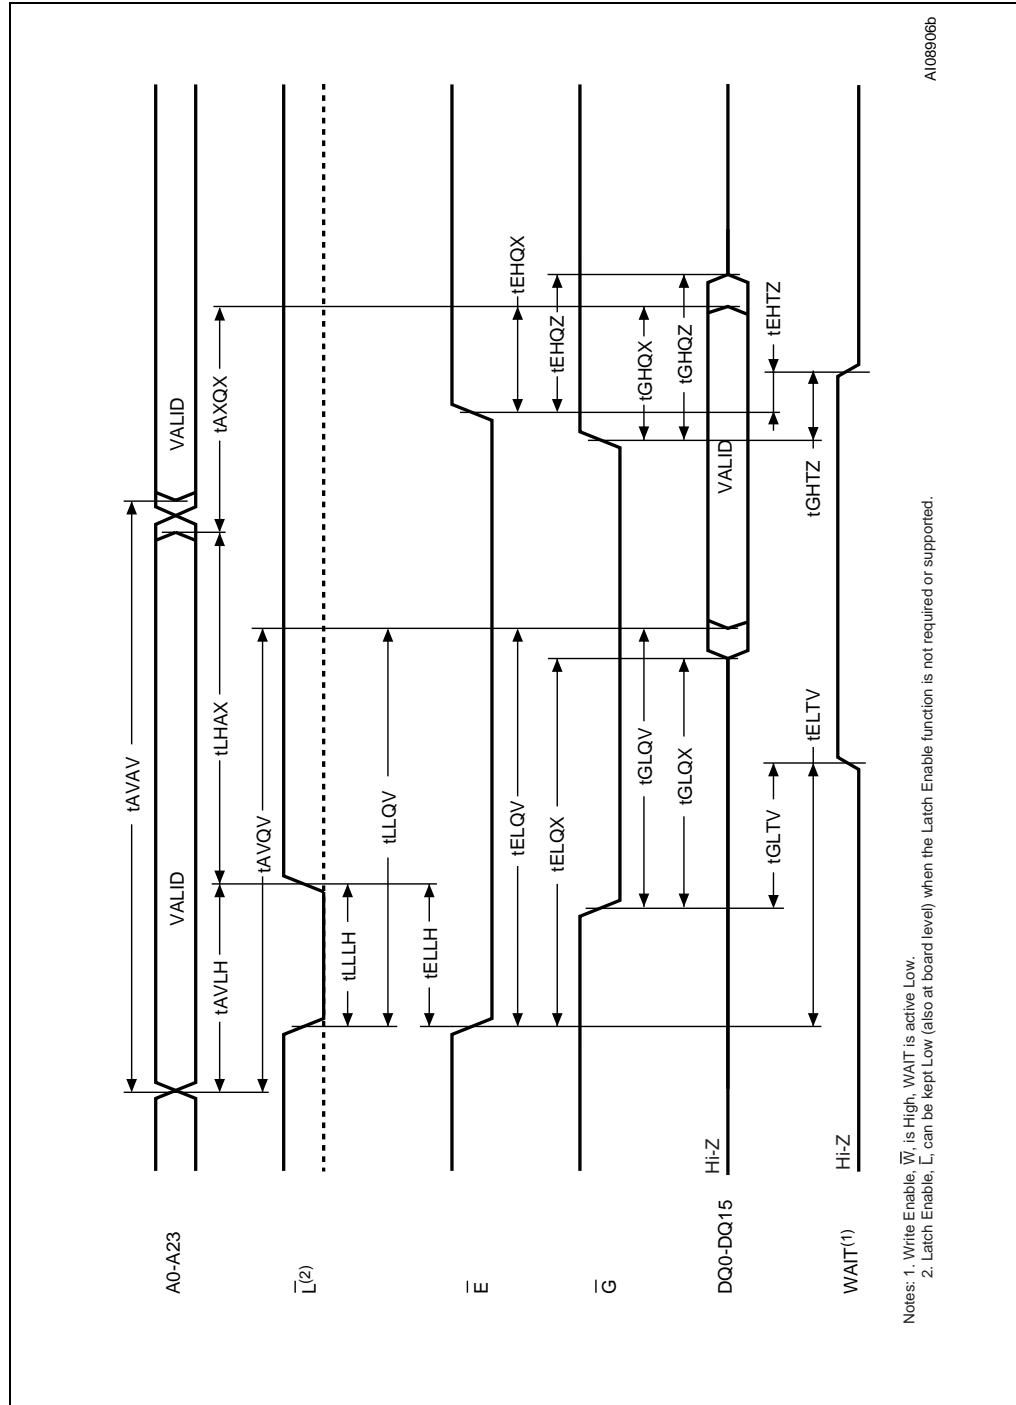 tAVAV
A0-A23
VALID
VALID
tAVLH
tLHAX
tAXQX
tAVQV
L̅(2)
tLLLH
tLLQV
tELLH
E̅
tELQV
tEHQX
tELQX
tEHQZ
G̅
tGLQV
tGHQX
tGLQX
tGHQZ
DQ0-DQ15
Hi-Z
VALID
tGLTV
tEHTZ
tELTV
tGHTZ
WAIT(1)
Hi-Z
Notes: 1. Write Enable, W̅, is High, WAIT is active Low.
2. Latch Enable, L̅, can be kept Low (also at board level) when the Latch Enable function is not required or supported.
AI08906b